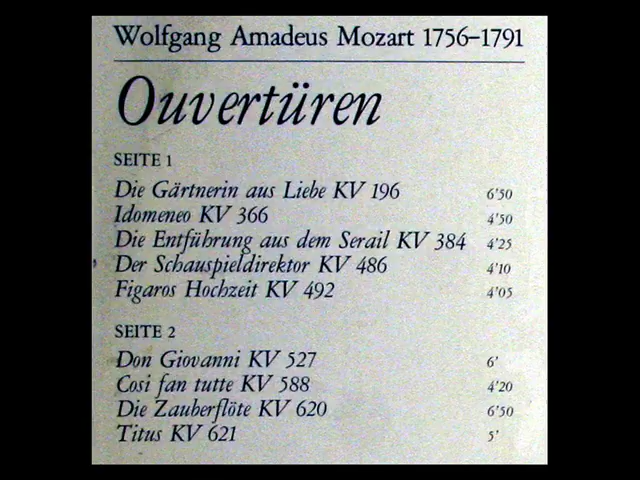 Wolfgang Amadeus Mozart 1756–1791
Ouvertüren
SEITE 1
Die Gärtnerin aus Liebe KV 196 6'50
Idomeneo KV 366 4'50
Die Entführung aus dem Serail KV 384 4'25
Der Schauspieldirektor KV 486 4'10
Figaros Hochzeit KV 492 4'05
SEITE 2
Don Giovanni KV 527 6'
Così fan tutte KV 588 4'20
Die Zauberflöte KV 620 6'50
Titus KV 621 5'